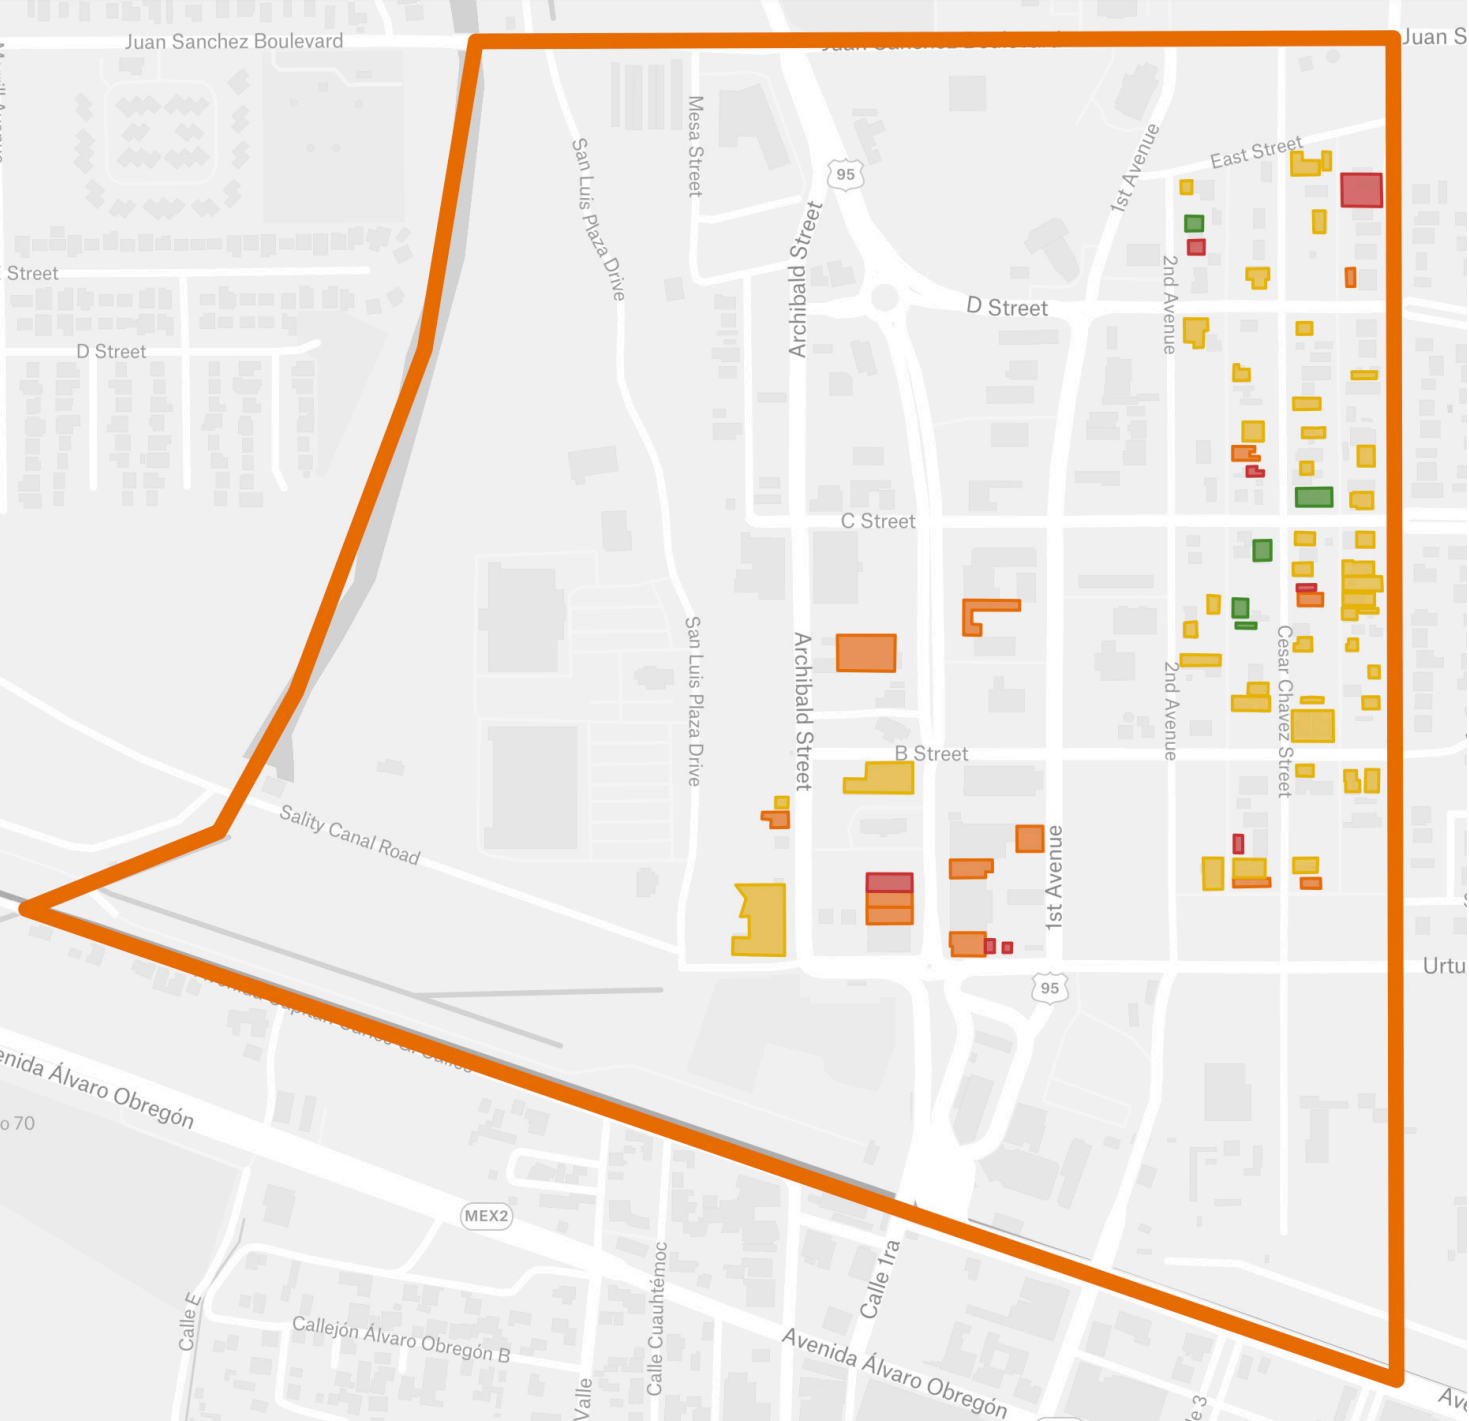 Juan Sanchez Boulevard
Juan S
95
East Street
1st Avenue
Mesa Street
San Luis Plaza Drive
Archibald Street
Street
D Street
D Street
2nd Avenue
C Street
San Luis Plaza Drive
Archibald Street
2nd Avenue
Cesar Chavez Street
B Street
Sality Canal Road
1st Avenue
Urtu
95
enida Álvaro Obregón
o 70
MEX2
Calle E
Callejón Álvaro Obregón B
Calle Cuauhtémoc
Valle
Calle 1ra
Avenida Álvaro Obregón
e 3
Ave